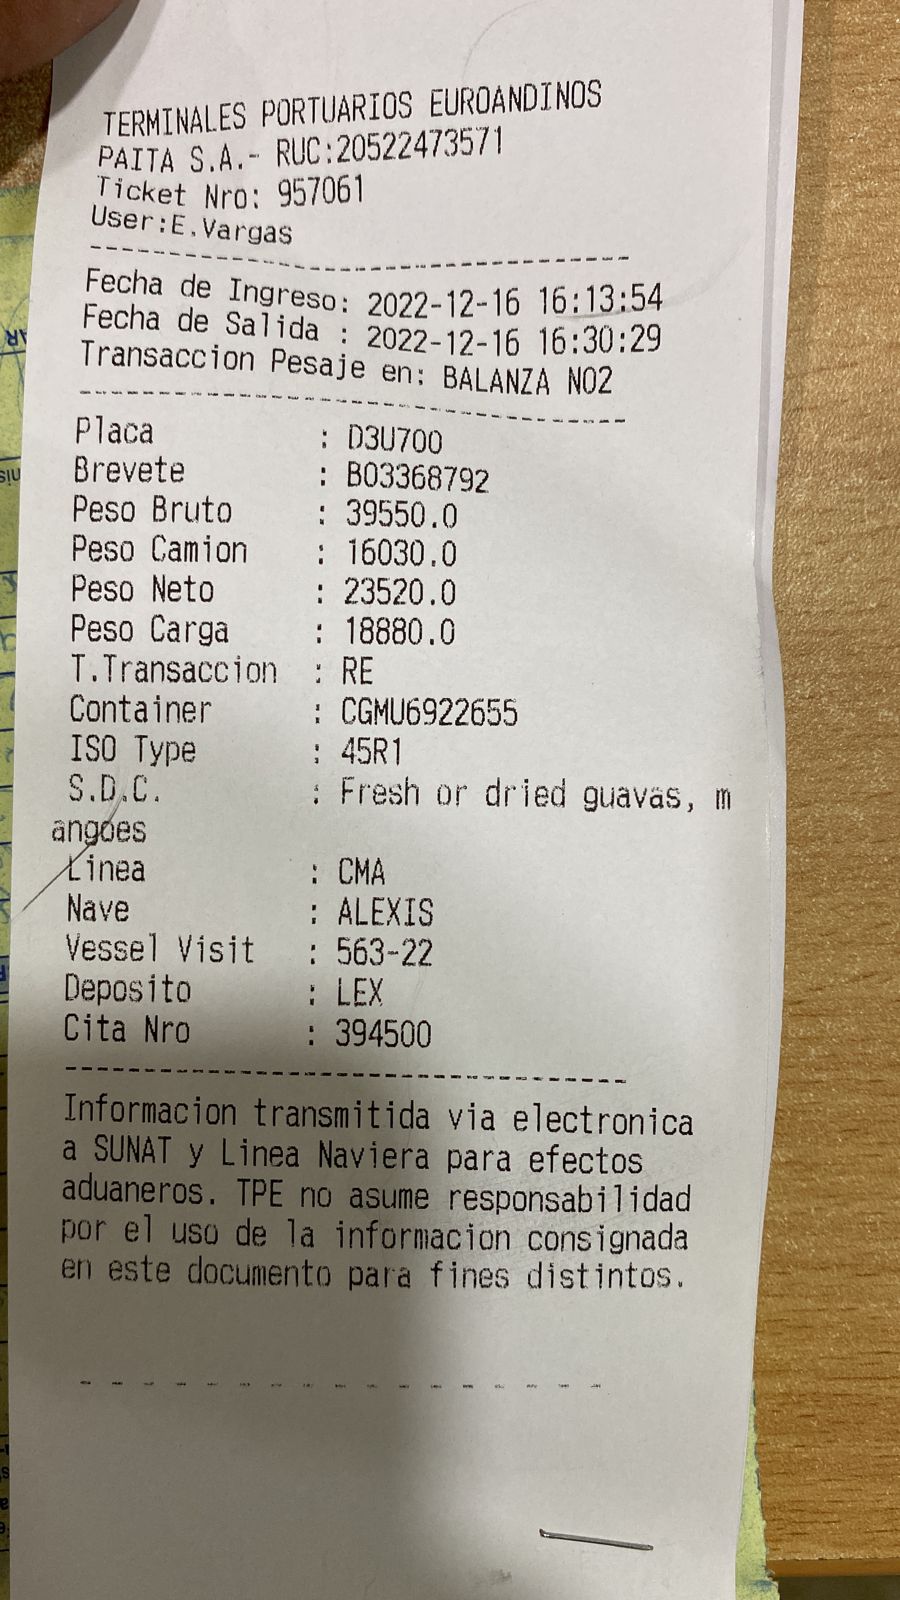 TERMINALES PORTUARIOS EUROANDINOS
PAITA S.A.- RUC:20522473571
Ticket Nro: 957061
User:E.Vargas
Fecha de Ingreso: 2022-12-16 16:13:54
Fecha de Salida : 2022-12-16 16:30:29
Transaccion Pesaje en: BALANZA NO2
Placa : D3U700
Brevete : B03368792
Peso Bruto : 39550.0
Peso Camion : 16030.0
Peso Neto : 23520.0
Peso Carga : 18880.0
T.Transaccion : RE
Container : CGMU6922655
ISO Type : 45R1
S.D.C. : Fresh or dried guavas, m
angoes
Linea : CMA
Nave : ALEXIS
Vessel Visit : 563-22
Deposito : LEX
Cita Nro : 394500
Informacion transmitida via electronica
a SUNAT y Linea Naviera para efectos
aduaneros. TPE no asume responsabilidad
por el uso de la informacion consignada
en este documento para fines distintos.